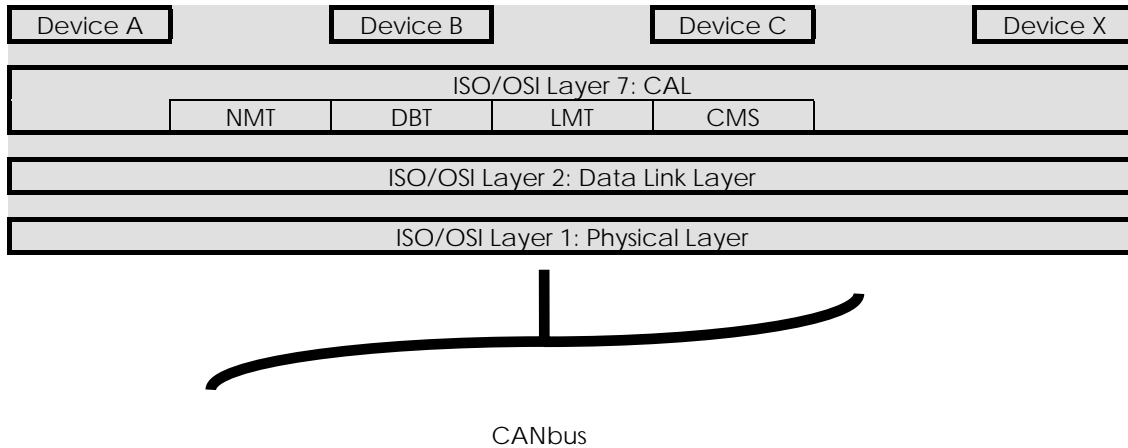 Device A Device B Device C Device X
ISO/OSI Layer 7: CAL
NMT DBT LMT CMS
ISO/OSI Layer 2: Data Link Layer
ISO/OSI Layer 1: Physical Layer
CANbus